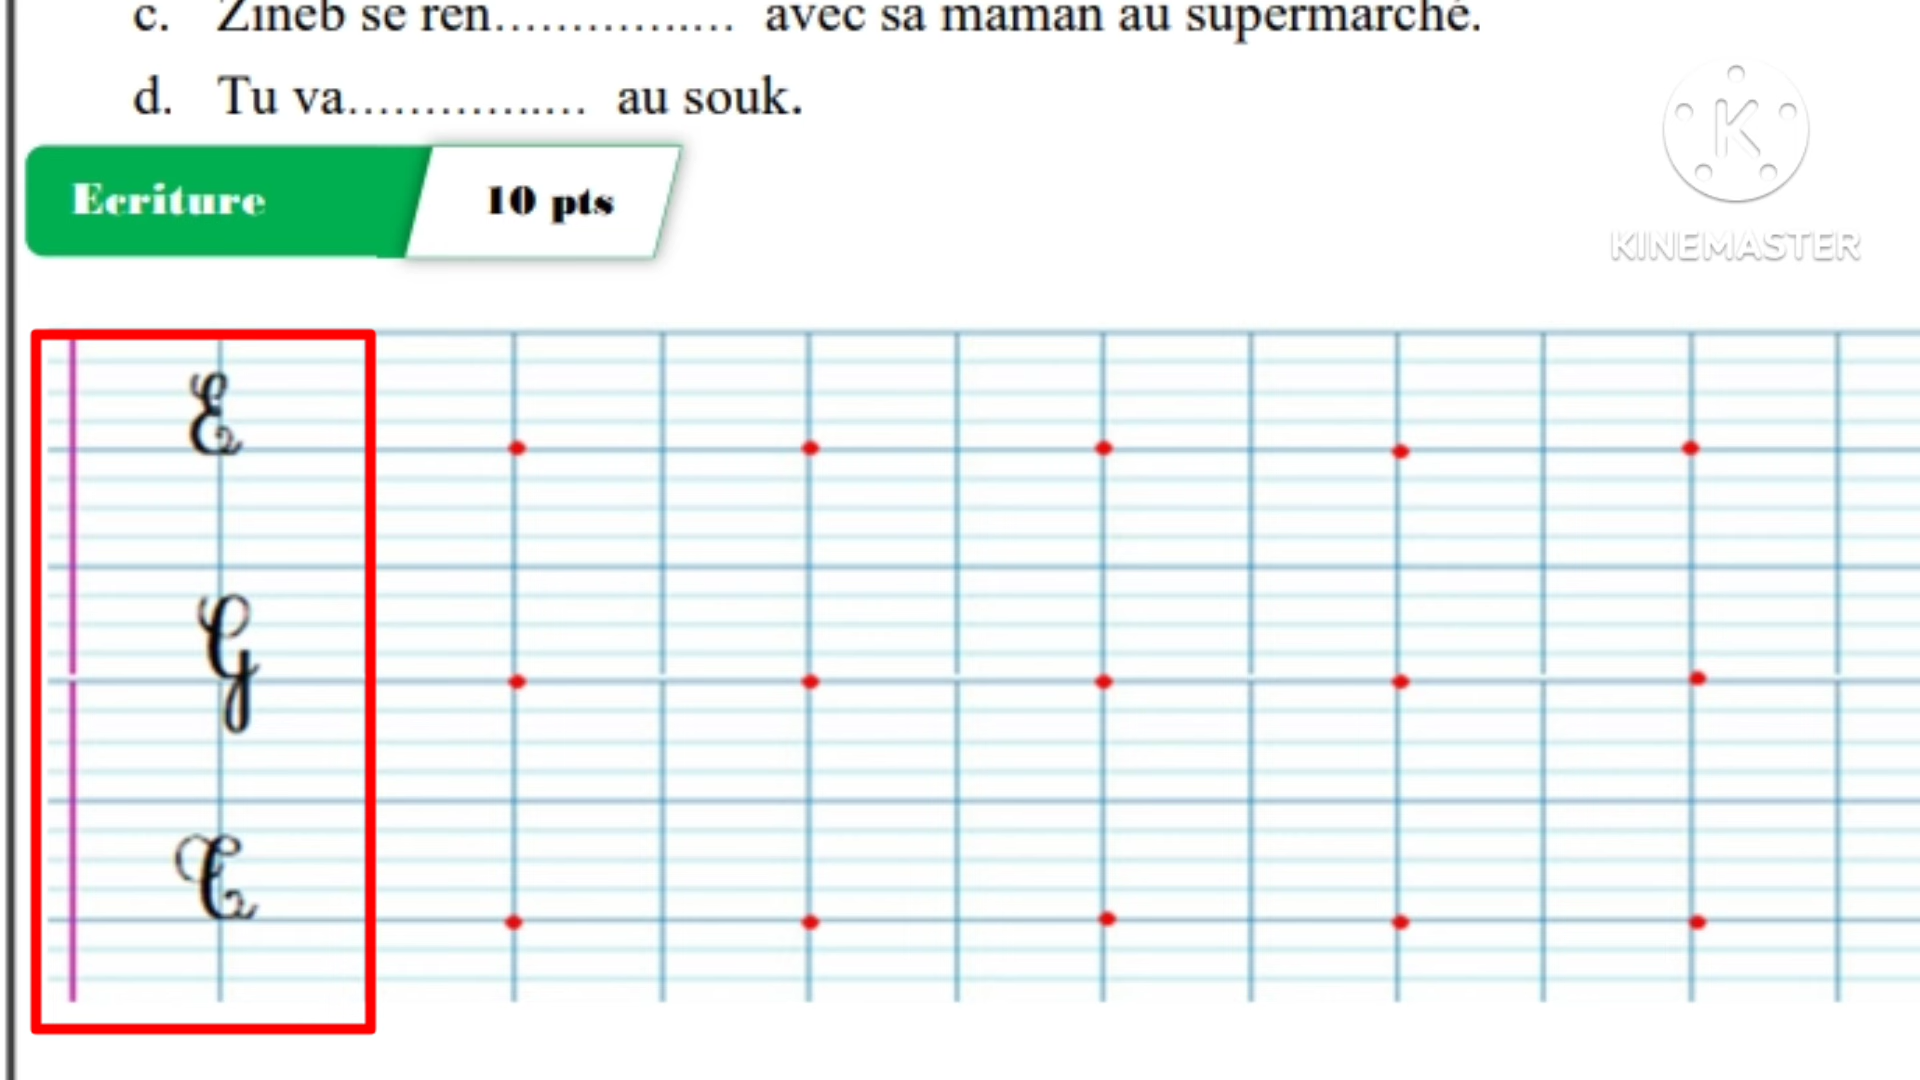 c. Zineb se ren.................. avec sa maman au supermarché.
d. Tu va.................. au souk.
Ecriture 10 pts
K
KINEMASTER
E
G
C